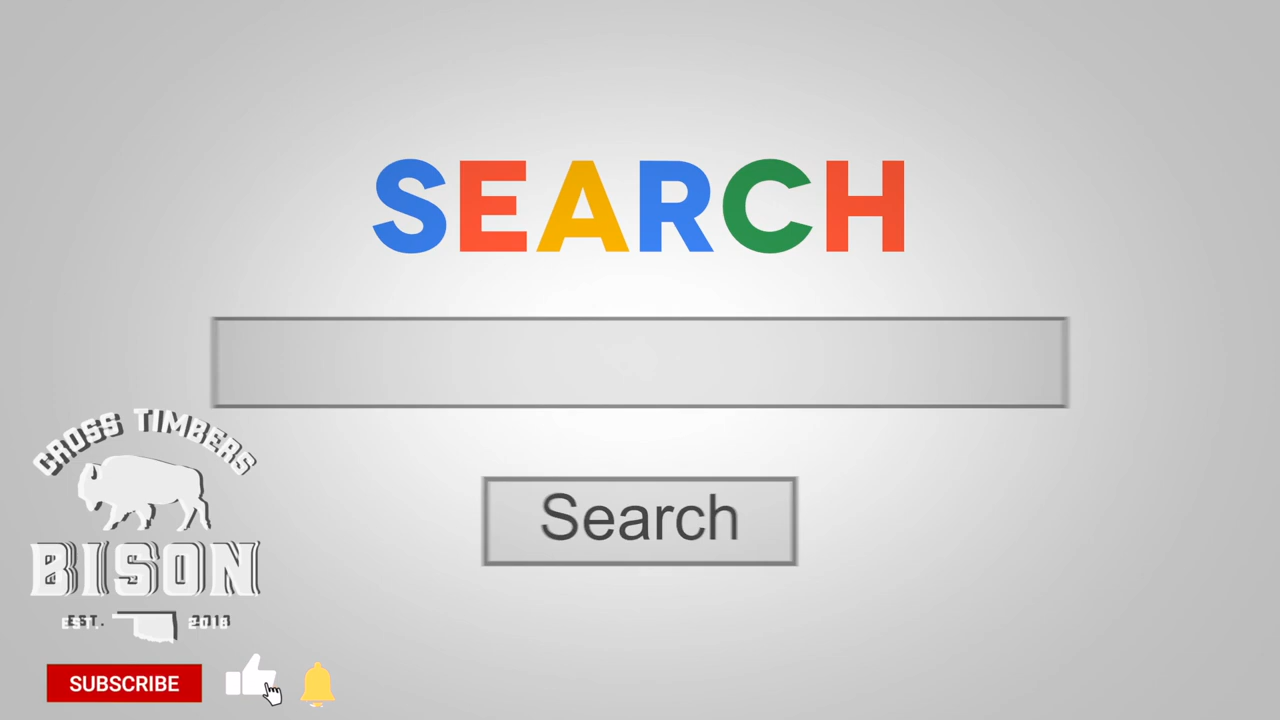 SEARCH
Search
CROSS TIMBERS
BISON
EST. 2018
SUBSCRIBE